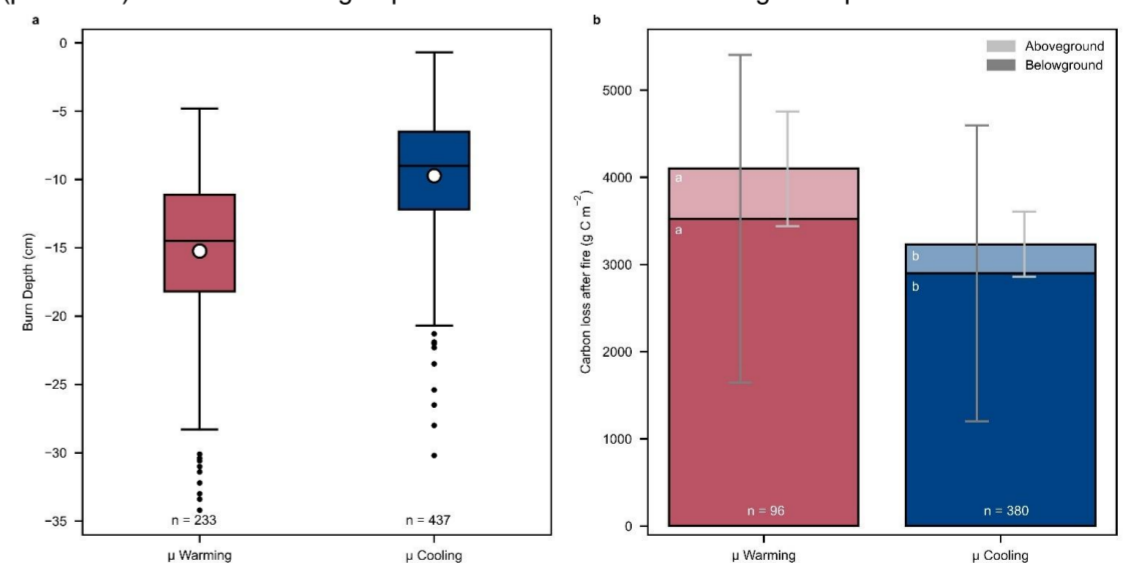 a
0
−5
−10
−15
−20
−25
−30
−35
Burn Depth (cm)
n = 233
n = 437
μ Warming
μ Cooling
b
Aboveground
Belowground
5000
4000
3000
2000
1000
0
Carbon loss after fire (g C m⁻²)
a
a
b
b
n = 96
n = 380
μ Warming
μ Cooling